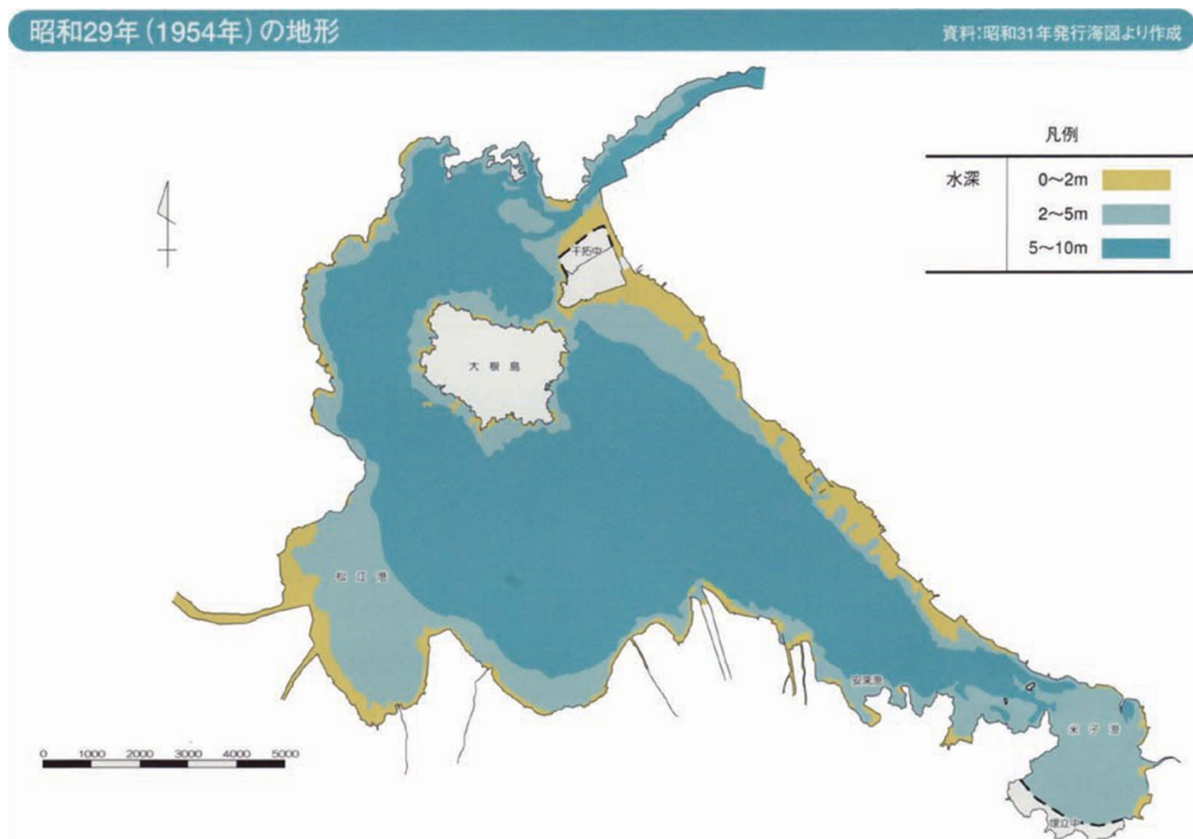 昭和29年(1954年)の地形
資料:昭和31年発行海図より作成
凡例
水深
0〜2m
2〜5m
5〜10m
干拓中
大根島
松江港
安来港
米子港
埋立中
0 1000 2000 3000 4000 5000